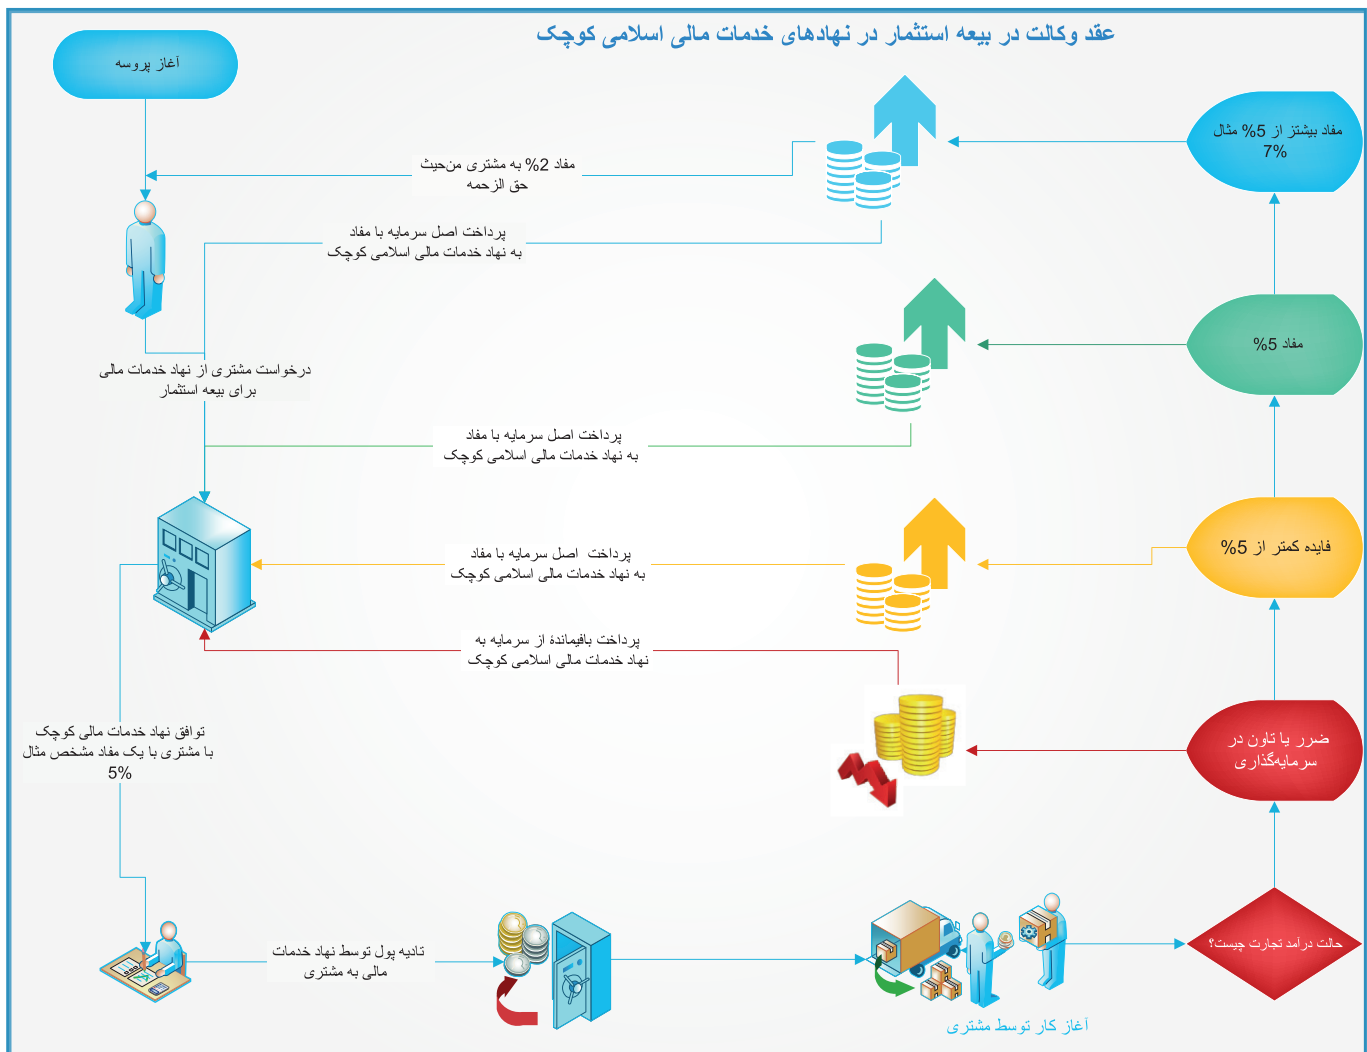 عقد وکالت در بیعه استثمار در نهادهای خدمات مالی اسلامی کوچک
آغاز پروسه
مفاد بیشتز از 5% مثال
7%
مفاد 2% به مشتری من‌حیث
حق الزحمه
پرداخت اصل سرمایه با مفاد
به نهاد خدمات مالی اسلامی کوچک
مفاد 5%
درخواست مشتری از نهاد خدمات مالی
برای بیعه استثمار
پرداخت اصل سرمایه با مفاد
به نهاد خدمات مالی اسلامی کوچک
فایده کمتر از 5%
پرداخت اصل سرمایه با مفاد
به نهاد خدمات مالی اسلامی کوچک
پرداخت بافیماندۀ از سرمایه به
نهاد خدمات مالی اسلامی کوچک
ضرر یا تاون در
سرمایه‌گذاری
توافق نهاد خدمات مالی کوچک
با مشتری با یک مفاد مشخص مثال
5%
تادیه پول توسط نهاد خدمات
مالی به مشتری
حالت درآمد تجارت چیست؟
آغاز کار توسط مشتری